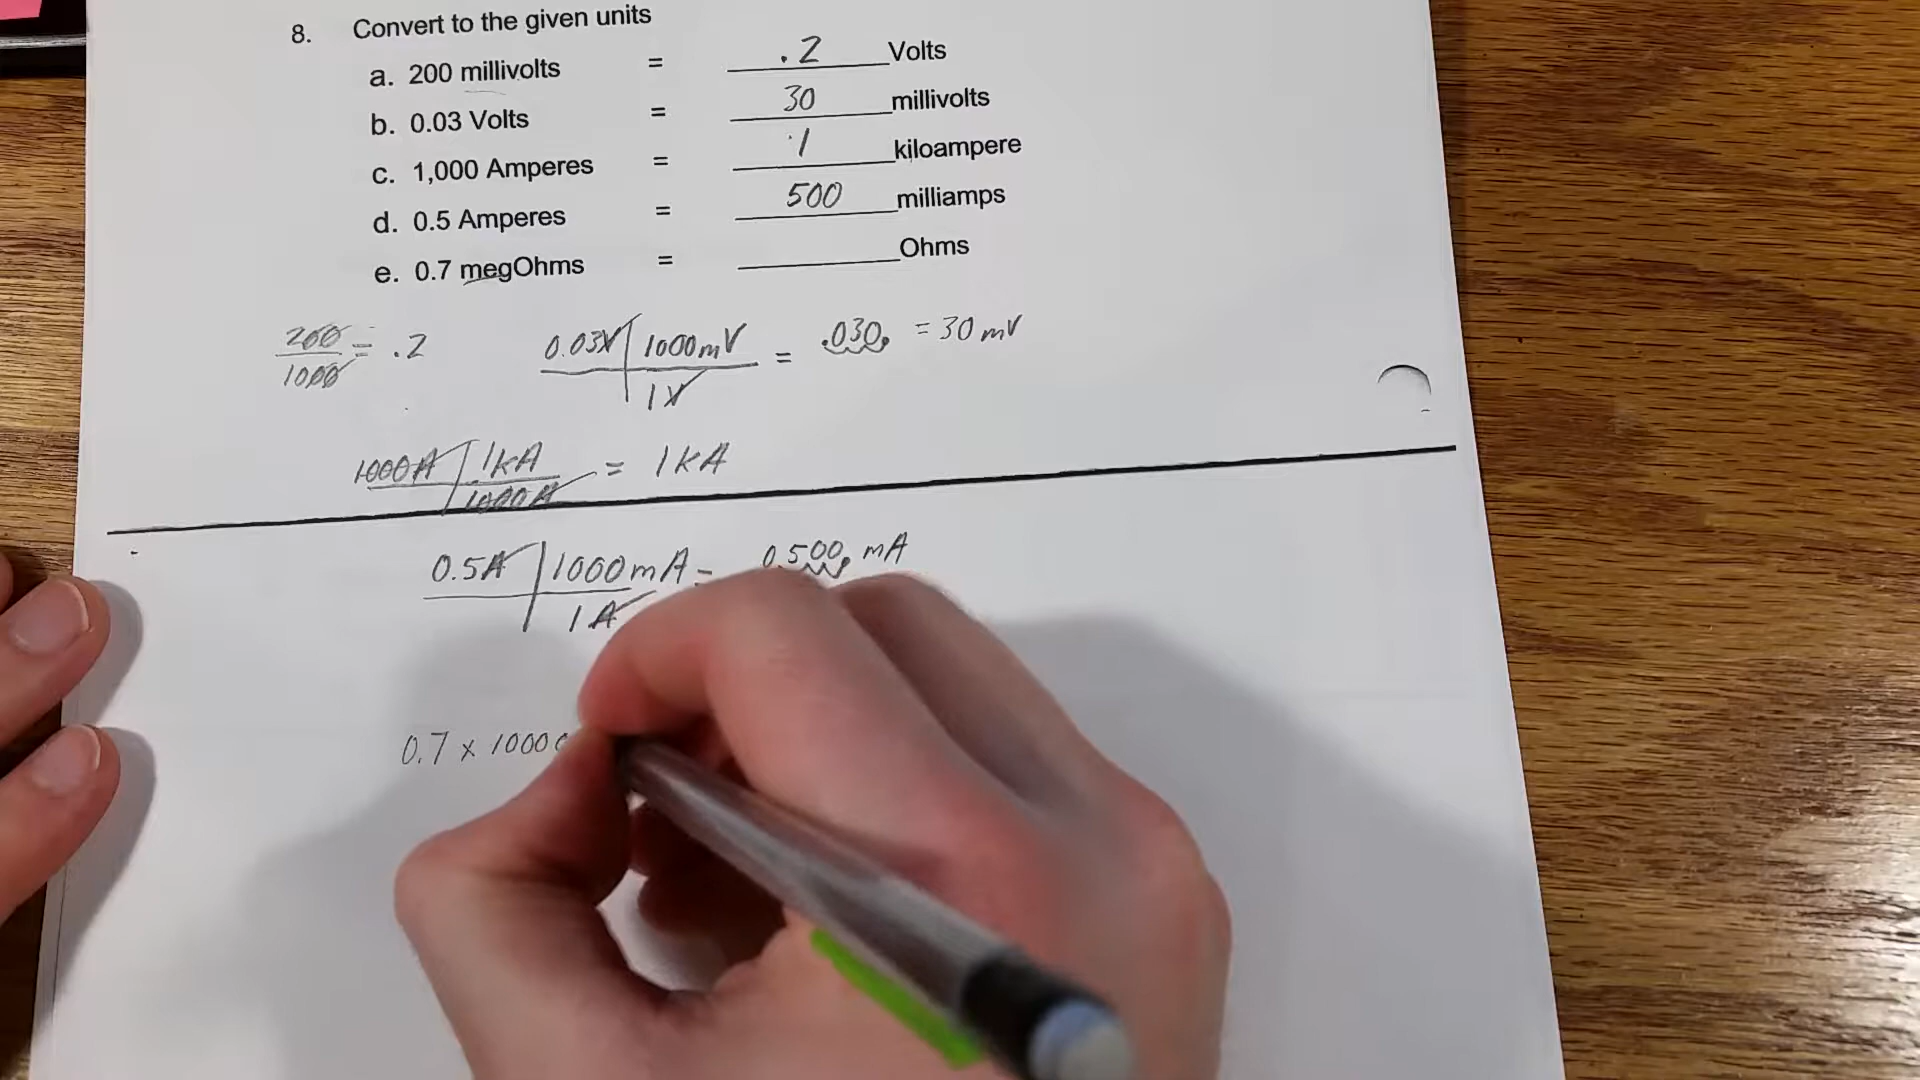 8. Convert to the given units
a. 200 millivolts = .2 Volts
b. 0.03 Volts = 30 millivolts
c. 1,000 Amperes = 1 kiloampere
d. 0.5 Amperes = 500 milliamps
e. 0.7 megOhms = ______ Ohms
200/1000 = .2
0.03V | 1000mV / 1V = .030 = 30 mV
1000A | 1kA / 1000A = 1kA
0.5A | 1000mA / 1A = 0.500 mA
0.7 x 1000